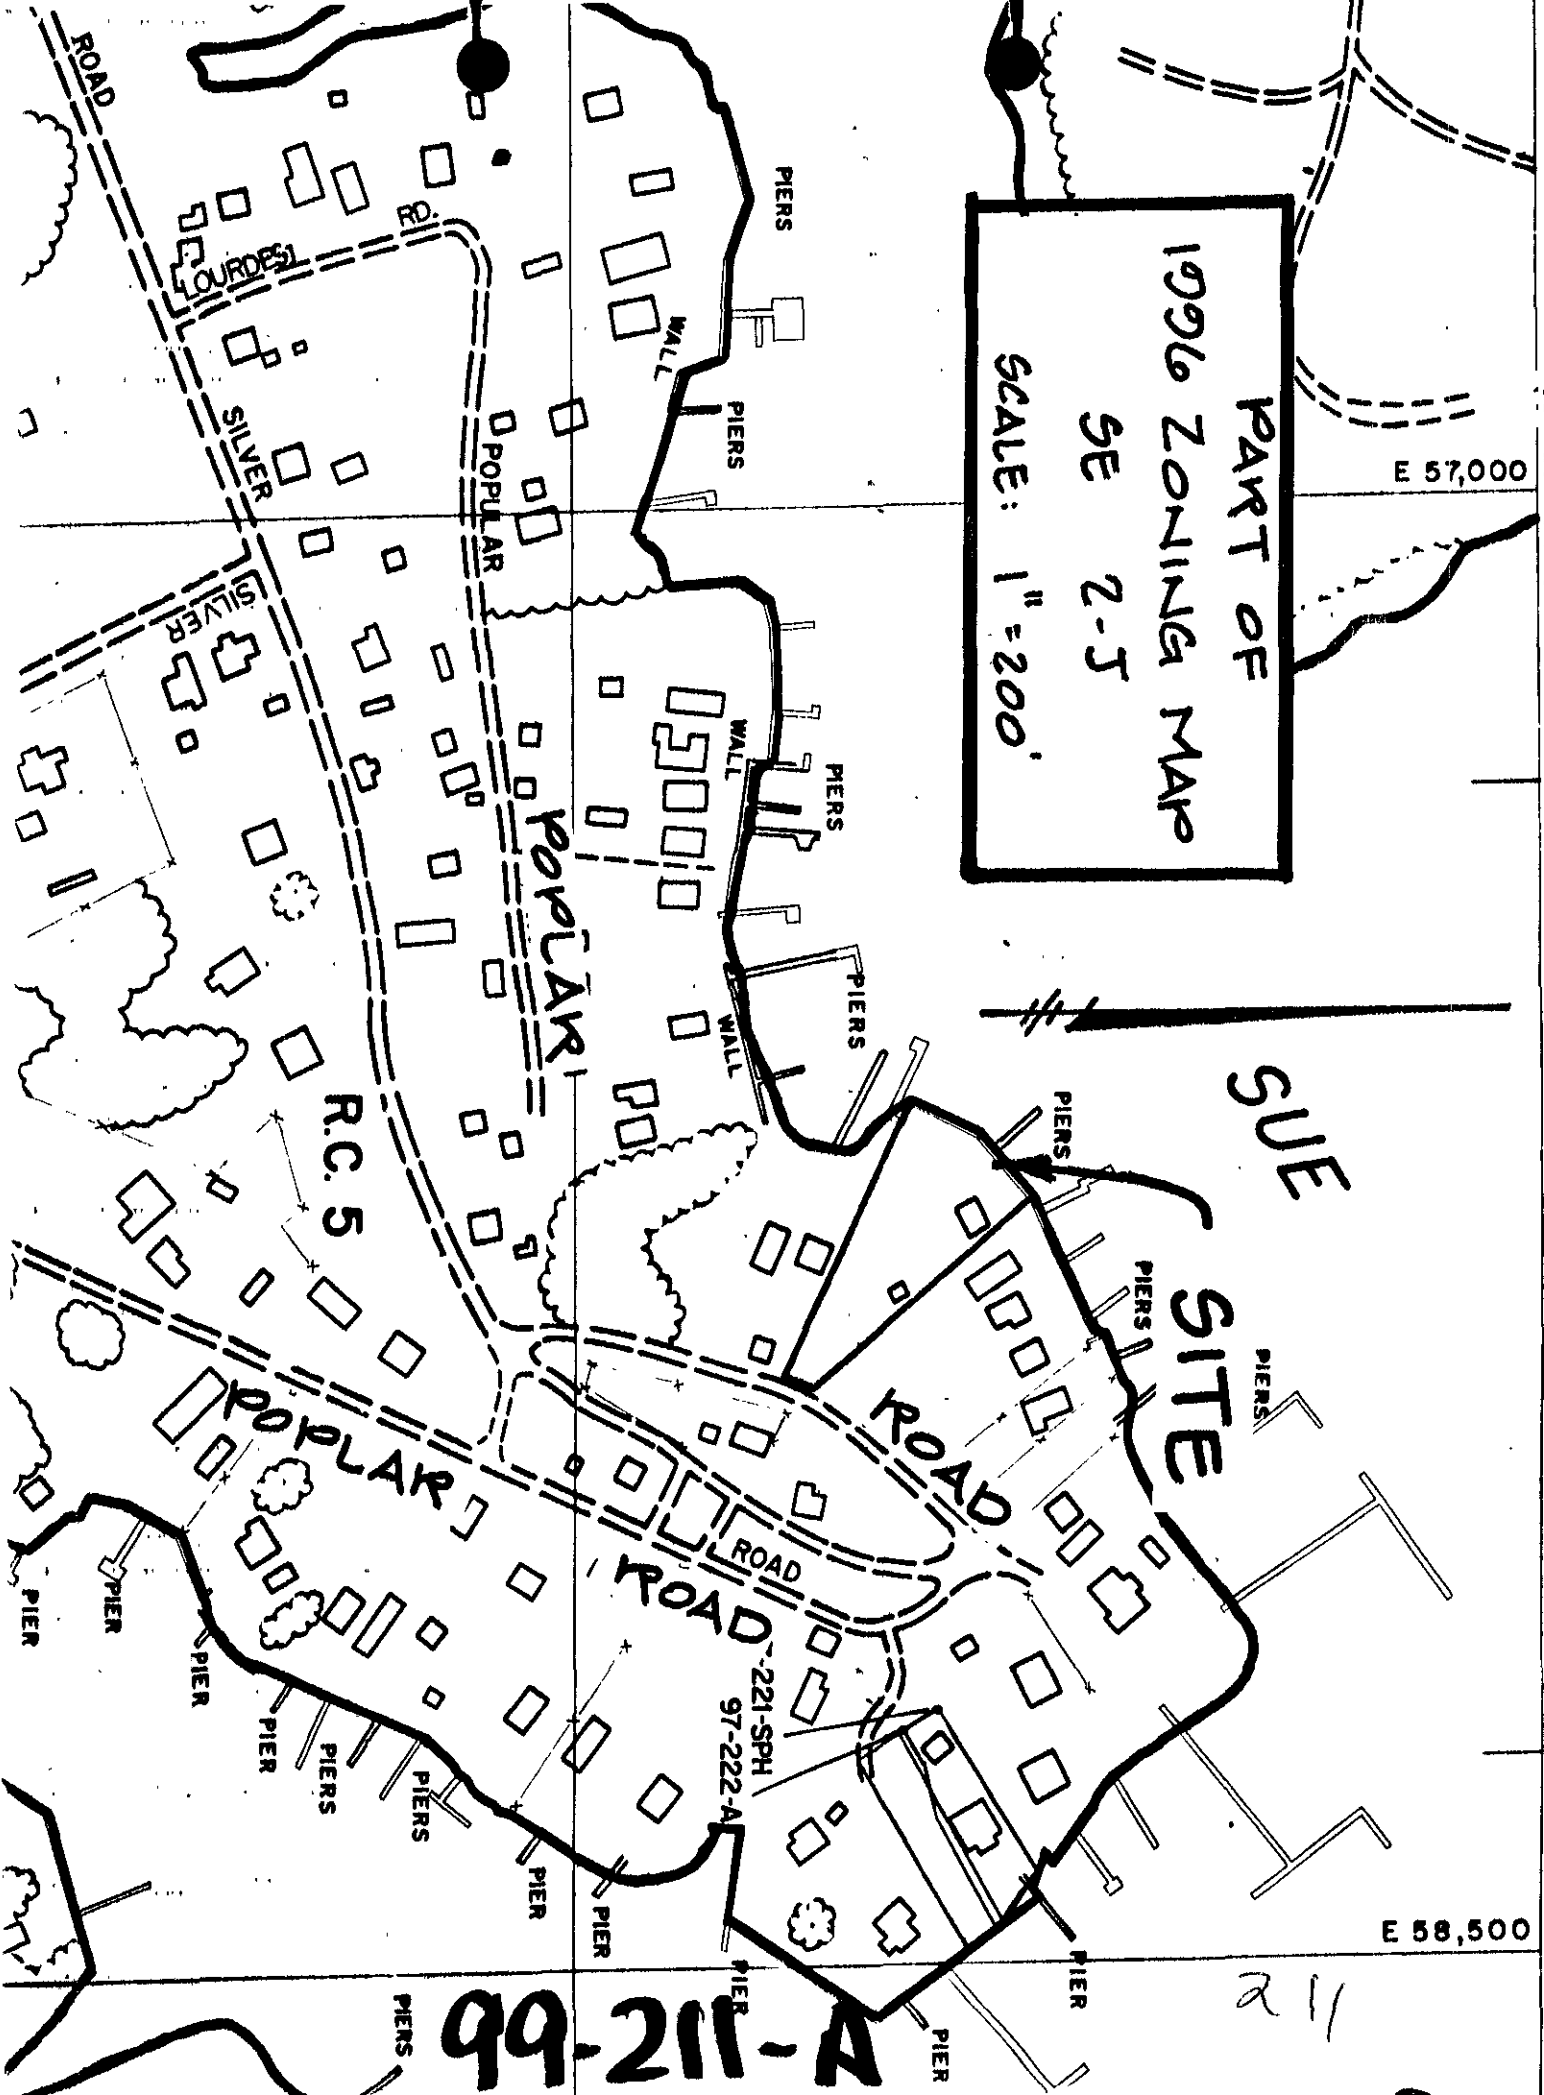 PART OF
1996 ZONING MAP
SE 2-J
SCALE: 1" = 200'
E 57,000
E 58,500
SUE
SITE
ROAD
LOURDES
RD.
SILVER
SILVER
POPULAR
POPLAR
R.C. 5
POPLAR
ROAD
ROAD
ROAD
PIERS
WALL
PIERS
WALL
PIERS
PIERS
WALL
PIERS
PIERS
PIERS
-221-SPH
97-222-A
PIER
PIER
PIER
PIER
PIERS
PIERS
PIER
PIER
PIER
PIER
PIER
PIERS
99-211-A
211